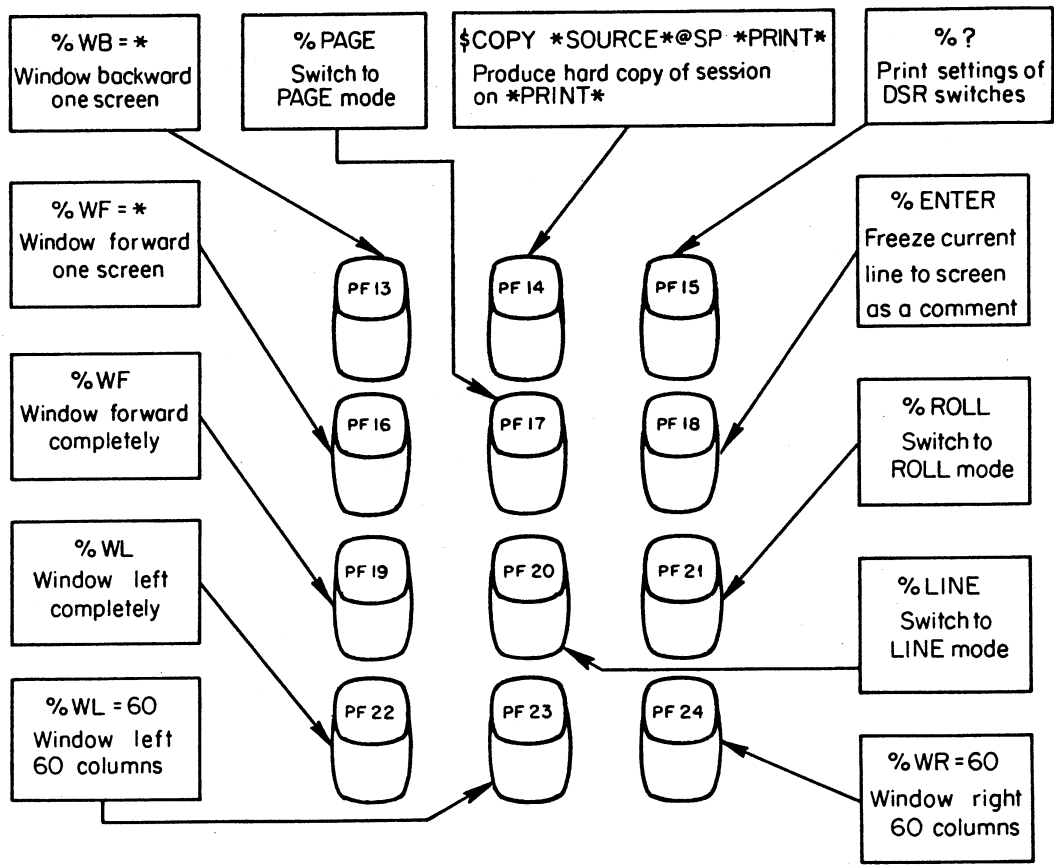 % WB = *
Window backward
one screen
% PAGE
Switch to
PAGE mode
$COPY *SOURCE*@SP *PRINT*
Produce hard copy of session
on *PRINT*
% ?
Print settings of
DSR switches
% WF = *
Window forward
one screen
% ENTER
Freeze current
line to screen
as a comment
PF 13
PF 14
PF 15
% WF
Window forward
completely
% ROLL
Switch to
ROLL mode
PF 16
PF 17
PF 18
% WL
Window left
completely
% LINE
Switch to
LINE mode
PF 19
PF 20
PF 21
% WL = 60
Window left
60 columns
% WR = 60
Window right
60 columns
PF 22
PF 23
PF 24